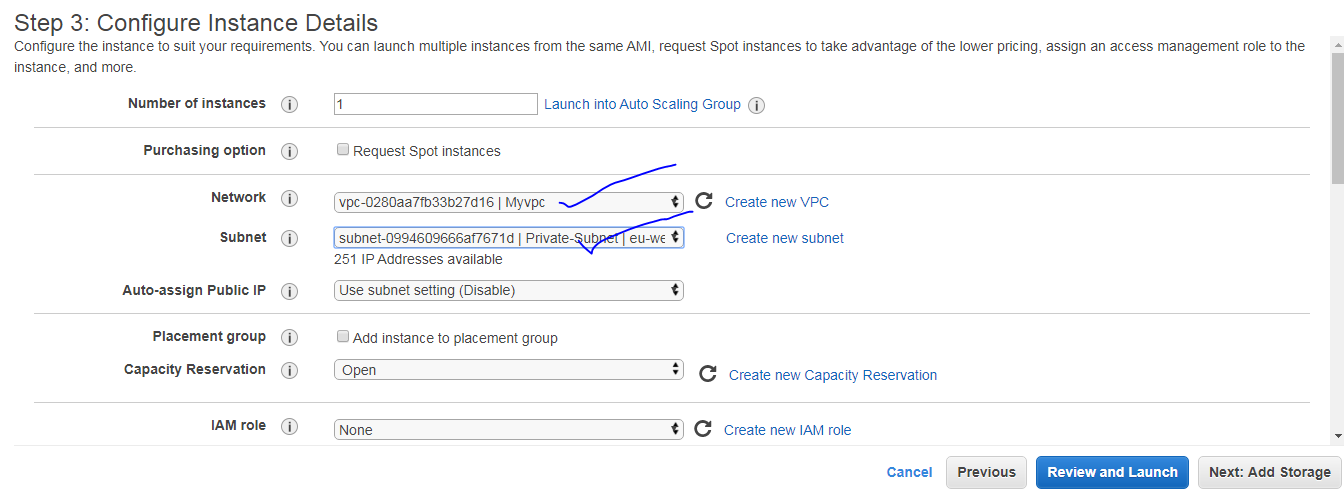 Step 3: Configure Instance Details
Configure the instance to suit your requirements. You can launch multiple instances from the same AMI, request Spot instances to take advantage of the lower pricing, assign an access management role to the
instance, and more.
Number of instances i 1 Launch into Auto Scaling Group i
Purchasing option i Request Spot instances
Network i vpc-0280aa7fb33b27d16 | Myvpc Create new VPC
Subnet i subnet-0994609666af7671d | Private-Subnet | eu-we Create new subnet
251 IP Addresses available
Auto-assign Public IP i Use subnet setting (Disable)
Placement group i Add instance to placement group
Capacity Reservation i Open Create new Capacity Reservation
IAM role i None Create new IAM role
Cancel Previous Review and Launch Next: Add Storage